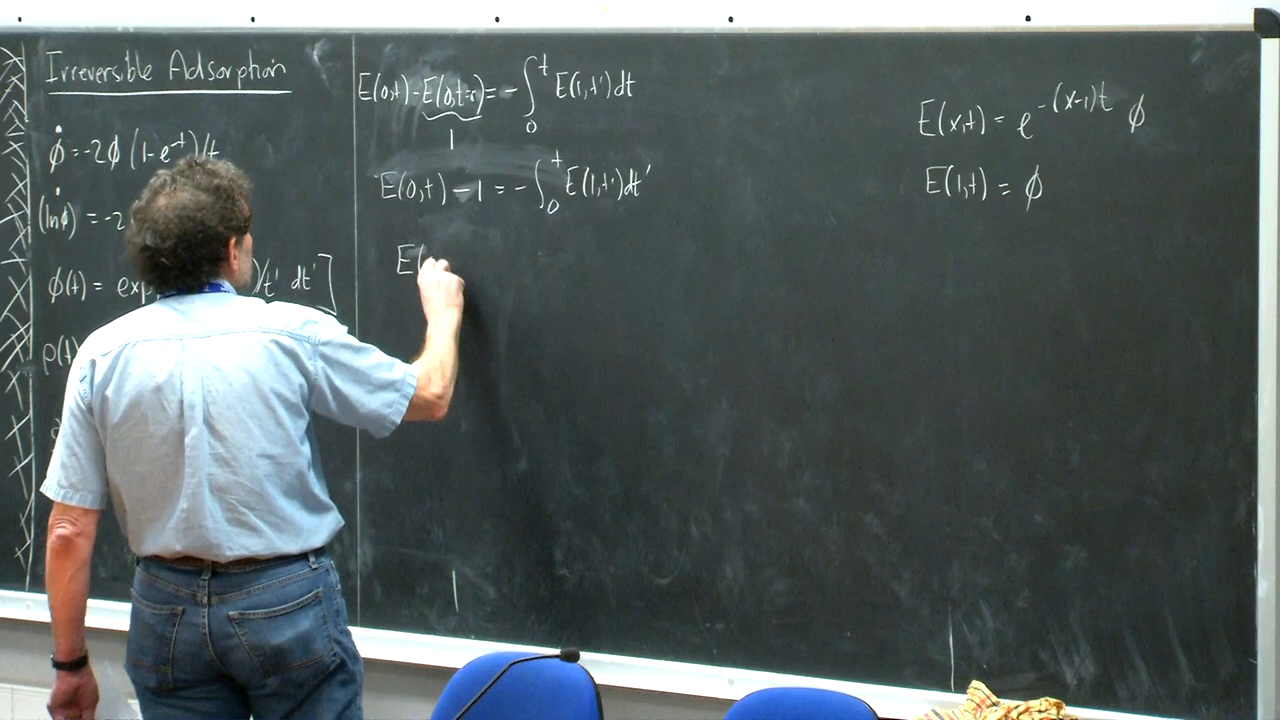 Irreversible Adsorption
ϕ̇ = -2ϕ (1-e^{-t})/t
(ln ϕ)˙ = -2
ϕ(t) = exp )/t' dt' ]
ρ(t)
E(0,t) - E(0,t=0) = - ∫_0^t E(1,t') dt
1
E(0,t) - 1 = - ∫_0^t E(1,t') dt'
E(
E(x,t) = e^{-(x-1)t} ϕ
E(1,t) = ϕ